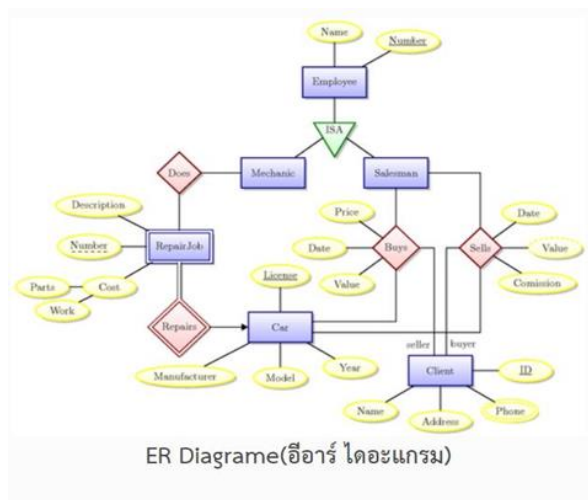 Name
Number
Employee
ISA
Does
Mechanic
Salesman
Description
Price
Date
Number
RepairJob
Date
Buys
Sells
Value
Parts
Cost
License
Value
Comission
Work
Repairs
Car
seller
buyer
Manufacturer
Model
Year
Client
ID
Name
Address
Phone
ER Diagrame(อีอาร์ ไดอะแกรม)